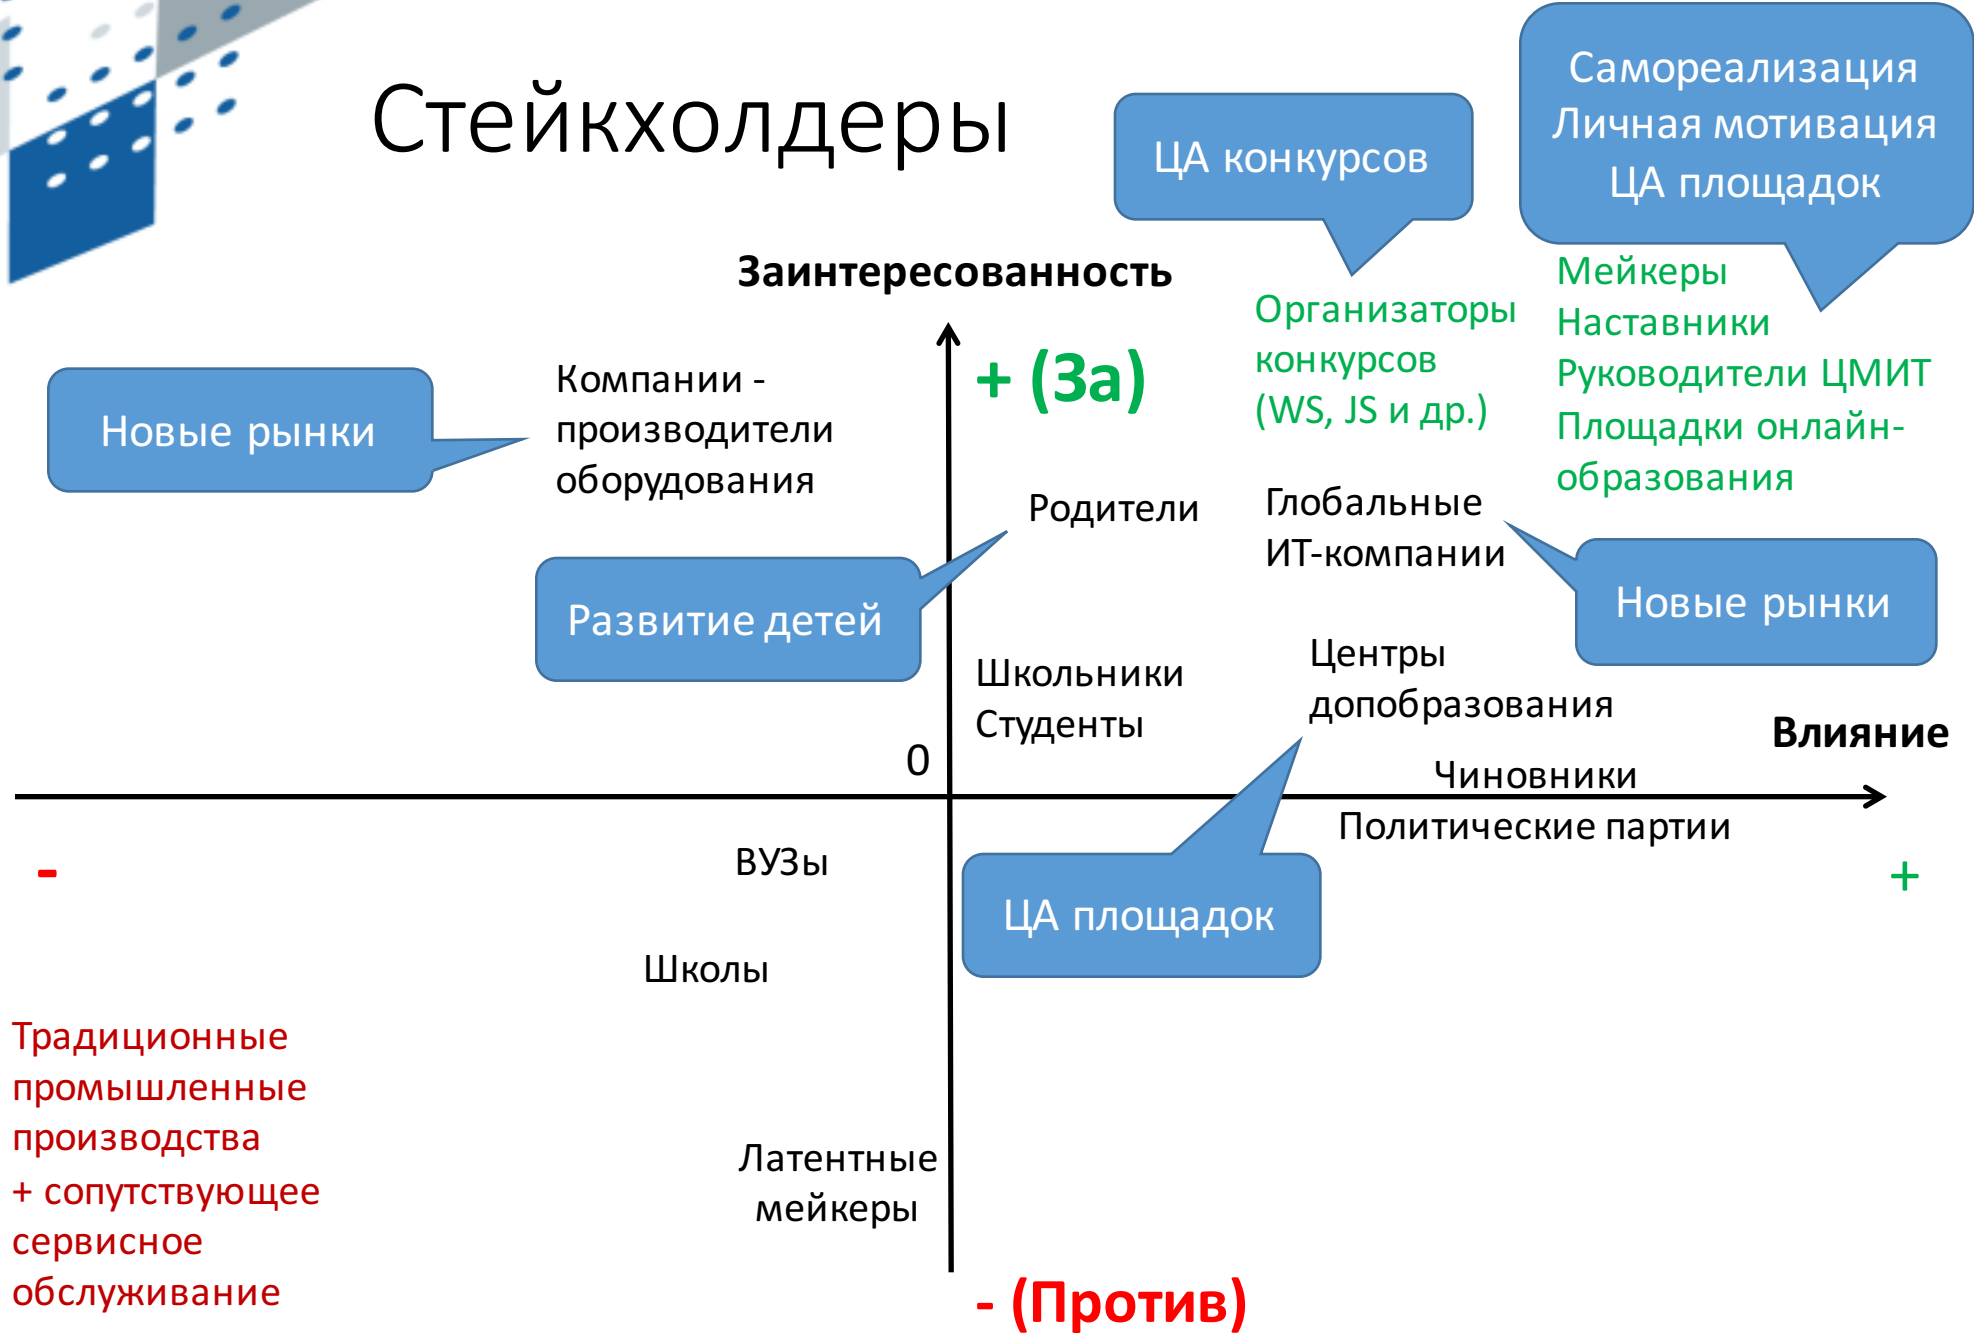 Стейкхолдеры
ЦА конкурсов
Самореализация
Личная мотивация
ЦА площадок
Заинтересованность
+ (За)
Организаторы
конкурсов
(WS, JS и др.)
Мейкеры
Наставники
Руководители ЦМИТ
Площадки онлайн-
образования
Новые рынки
Компании -
производители
оборудования
Родители
Глобальные
ИТ-компании
Новые рынки
Развитие детей
Школьники
Студенты
Центры
допобразования
Влияние
0
Чиновники
Политические партии
-
+
ВУЗы
ЦА площадок
Школы
Традиционные
промышленные
производства
+ сопутствующее
сервисное
обслуживание
Латентные
мейкеры
- (Против)